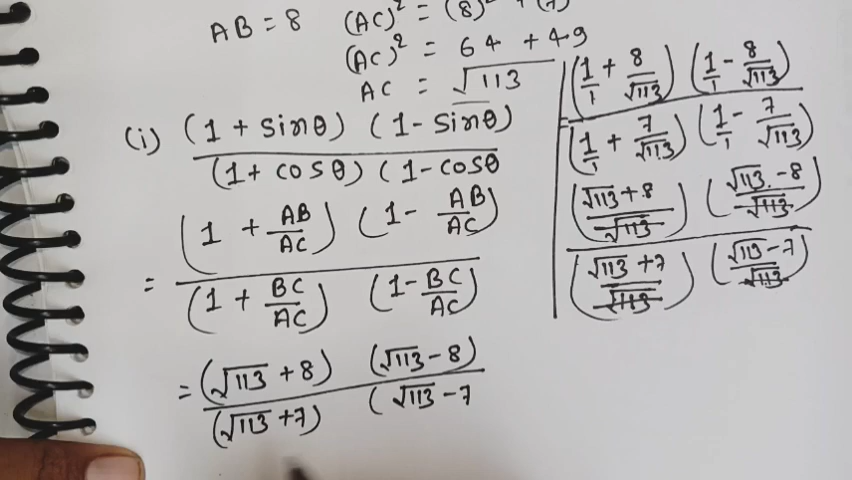 AB = 8 (AC)² = (8)² + (7)
(AC)² = 64 + 49
AC = √113
(i) (1 + sinθ) (1 - sinθ)
(1 + cosθ) (1 - cosθ
= (1 + AB/AC) (1 - AB/AC)
(1 + BC/AC) (1 - BC/AC)
= (√113 + 8) (√113 - 8)
(√113 + 7) (√113 - 7
(1/1 + 8/√113) (1/1 - 8/√113)
= (1/1 + 7/√113) (1/1 - 7/√113)
(√113 + 8/√113) (√113 - 8/√113)
(√113 + 7/√113) (√113 - 7/√113)